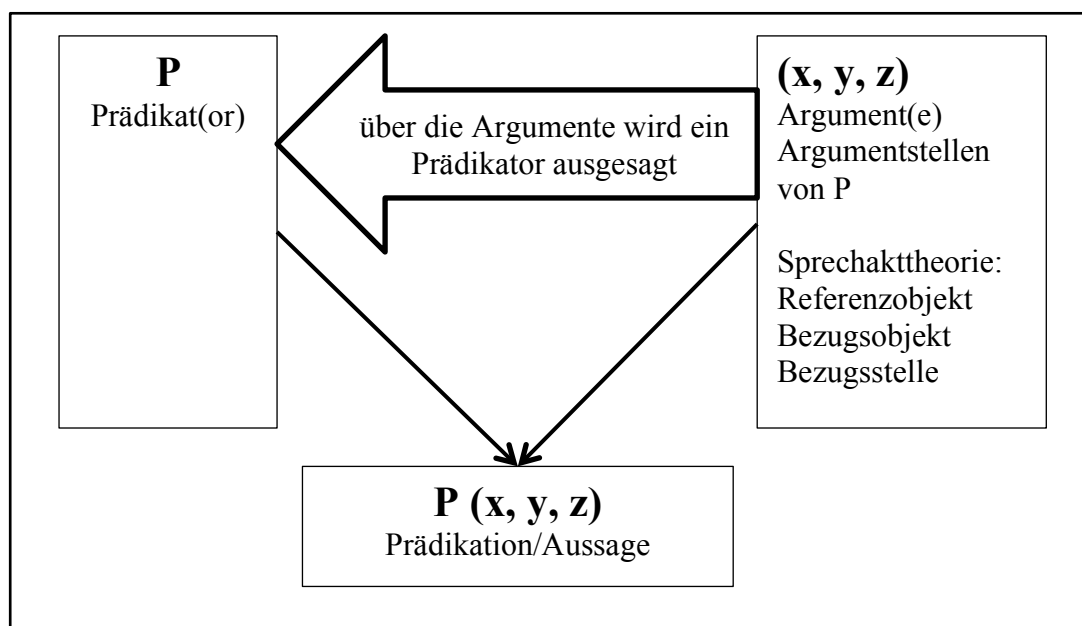 P
Prädikat(or)
über die Argumente wird ein
Prädikator ausgesagt
(x, y, z)
Argument(e)
Argumentstellen
von P
Sprechakttheorie:
Referenzobjekt
Bezugsobjekt
Bezugsstelle
P (x, y, z)
Prädikation/Aussage